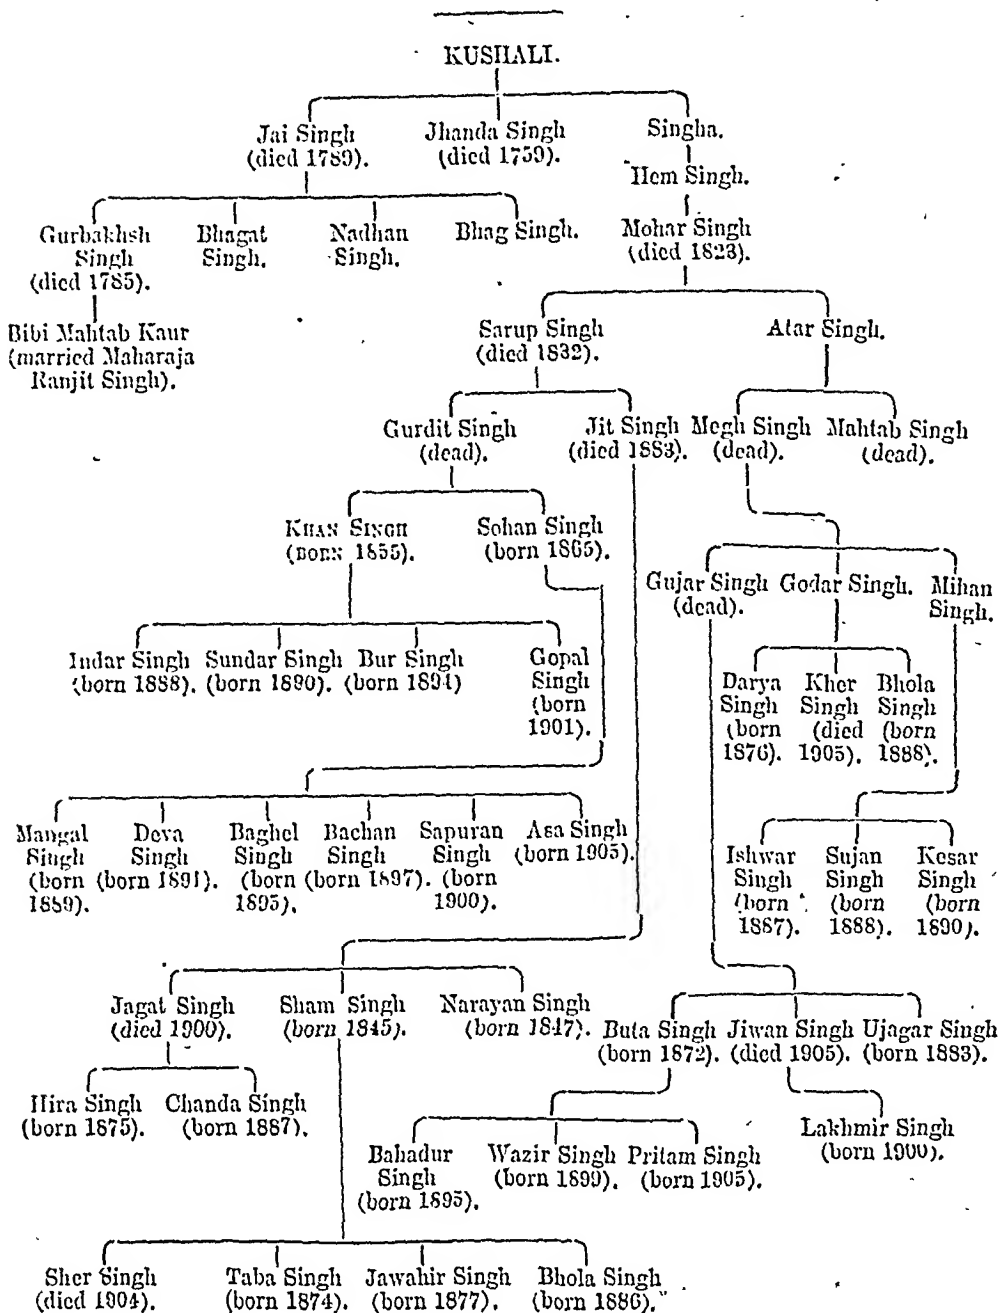 KUSHALI.
Jai Singh
(died 1789).
Jhanda Singh
(died 1759).
Singha.
Hem Singh.
Gurbakhsh
Singh
(died 1785).
Bhagat
Singh.
Nadhan
Singh.
Bhag Singh.
Mohar Singh
(died 1823).
Bibi Mahtab Kaur
(married Maharaja
Ranjit Singh).
Sarup Singh
(died 1832).
Atar Singh.
Gurdit Singh
(dead).
Jit Singh
(died 1883).
Megh Singh
(dead).
Mahtab Singh
(dead).
KHAN SINGH
(BORN 1855).
Sohan Singh
(born 1865).
Gujar Singh
(dead).
Godar Singh.
Mihan
Singh.
Indar Singh
(born 1888).
Sundar Singh
(born 1890).
Bur Singh
(born 1894)
Gopal
Singh
(born
1901).
Darya
Singh
(born
1876).
Kher
Singh
(died
1905).
Bhola
Singh
(born
1888).
Mangal
Singh
(born
1889).
Deva
Singh
(born 1891).
Baghel
Singh
(born
1895).
Bachan
Singh
(born 1897).
Sapuran
Singh
(born
1900).
Asa Singh
(born 1905).
Ishwar
Singh
(born
1887).
Sujan
Singh
(born
1888).
Kesar
Singh
(born
1890).
Jagat Singh
(died 1900).
Sham Singh
(born 1845).
Narayan Singh
(born 1847).
Buta Singh
(born 1872).
Jiwan Singh
(died 1905).
Ujagar Singh
(born 1883).
Hira Singh
(born 1875).
Chanda Singh
(born 1887).
Bahadur
Singh
(born 1895).
Wazir Singh
(born 1899).
Pritam Singh
(born 1905).
Lakhmir Singh
(born 1900).
Sher Singh
(died 1904).
Taba Singh
(born 1874).
Jawahir Singh
(born 1877).
Bhola Singh
(born 1886).